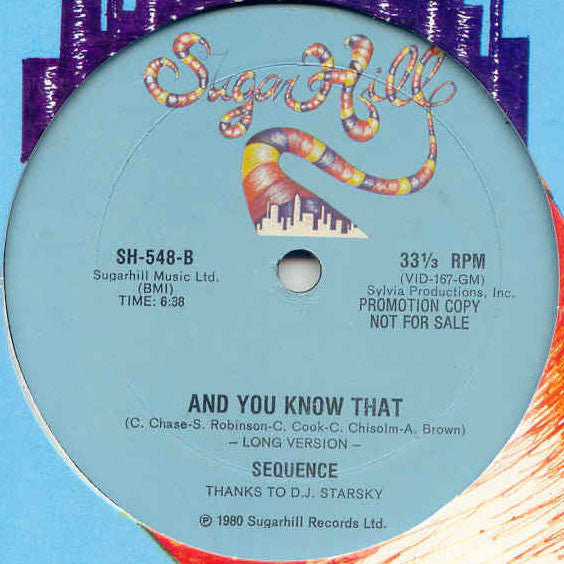 Sugar Hill
SH-548-B
Sugarhill Music Ltd.
(BMI)
TIME: 6:38
33⅓ RPM
(VID-167-GM)
Sylvia Productions, Inc.
PROMOTION COPY
NOT FOR SALE
AND YOU KNOW THAT
(C. Chase-S. Robinson-C. Cook-C. Chisolm-A. Brown)
— LONG VERSION —
SEQUENCE
THANKS TO D.J. STARSKY
℗ 1980 Sugarhill Records Ltd.